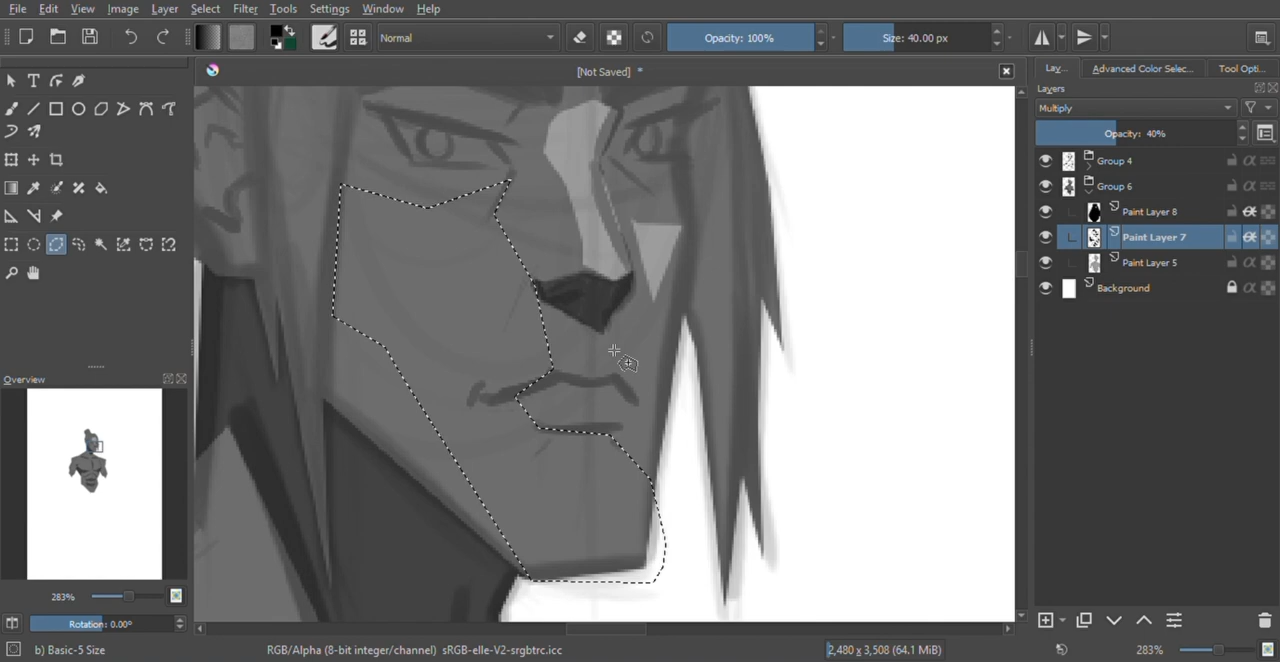 File Edit View Image Layer Select Filter Tools Settings Window Help
Normal
Opacity: 100%
Size: 40.00 px
[Not Saved] *
Lay...
Advanced Color Selec...
Tool Opti...
Layers
Multiply
Opacity: 40%
Group 4
Group 6
Paint Layer 8
Paint Layer 7
Paint Layer 5
Background
Overview
283%
Rotation: 0.00°
b) Basic-5 Size
RGB/Alpha (8-bit integer/channel) sRGB-elle-V2-srgbtrc.icc
2,480 x 3,508 (64.1 MiB)
283%